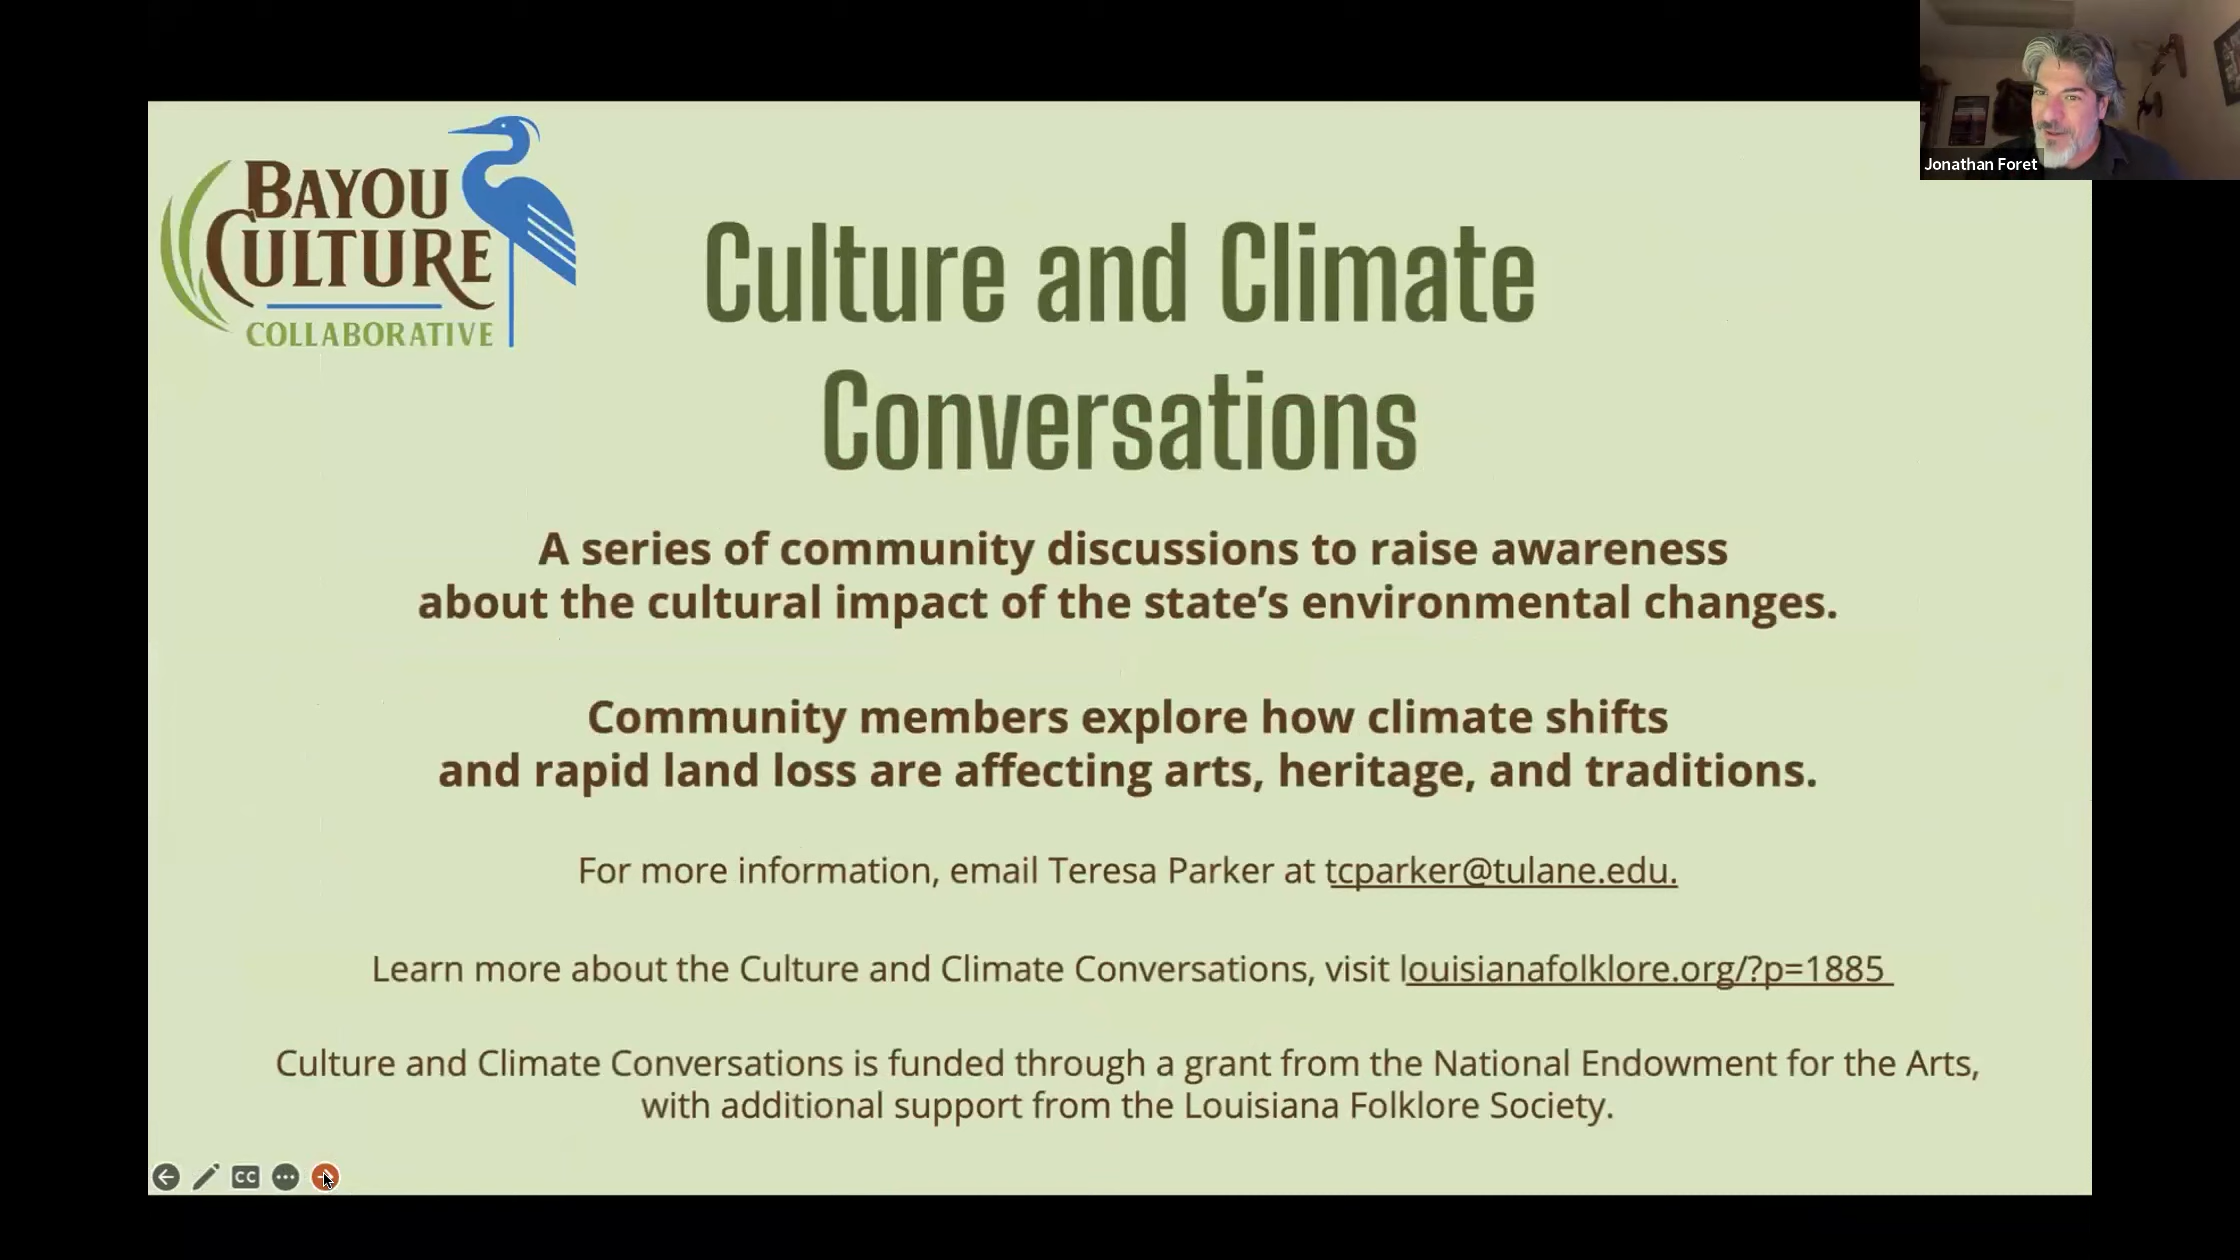 BAYOU
CULTURE
COLLABORATIVE
Jonathan Foret
Culture and Climate
Conversations
A series of community discussions to raise awareness
about the cultural impact of the state’s environmental changes.
Community members explore how climate shifts
and rapid land loss are affecting arts, heritage, and traditions.
For more information, email Teresa Parker at tcparker@tulane.edu.
Learn more about the Culture and Climate Conversations, visit louisianafolklore.org/?p=1885
Culture and Climate Conversations is funded through a grant from the National Endowment for the Arts,
with additional support from the Louisiana Folklore Society.
CC